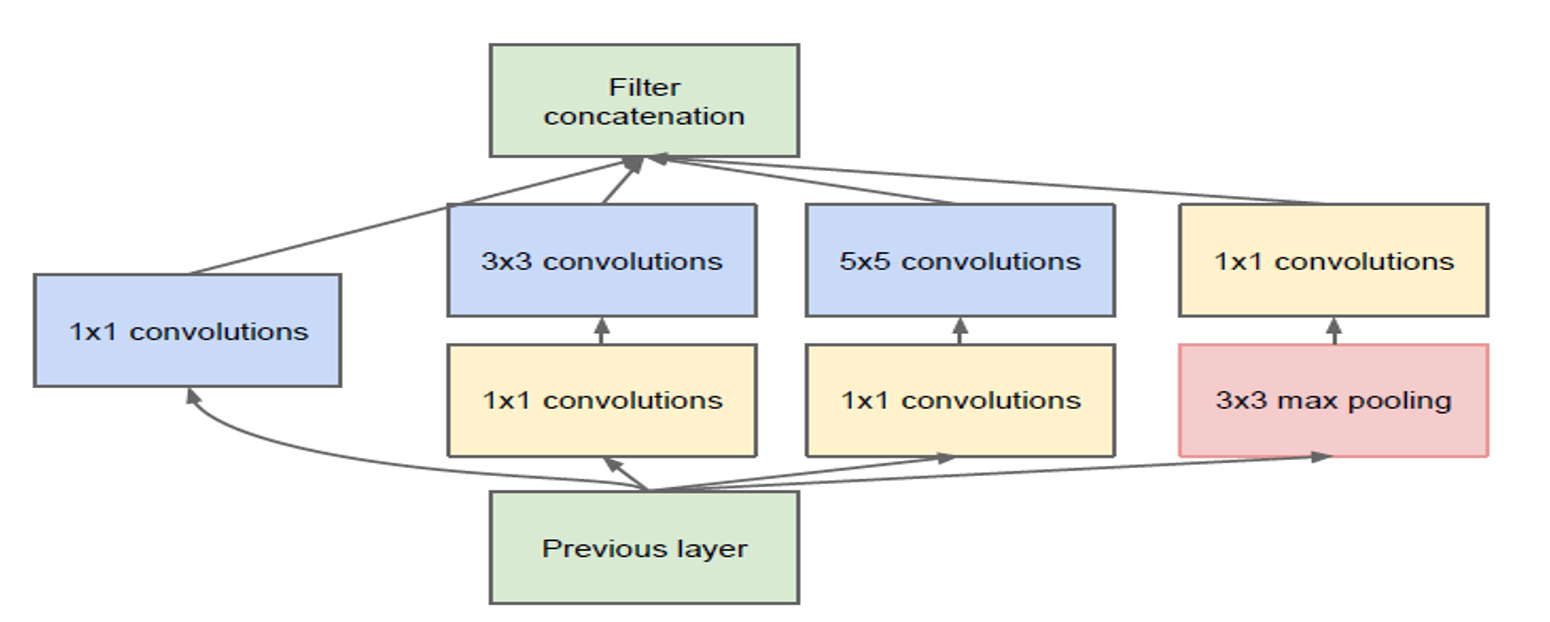 Filter
concatenation
3x3 convolutions
5x5 convolutions
1x1 convolutions
1x1 convolutions
1x1 convolutions
1x1 convolutions
3x3 max pooling
Previous layer